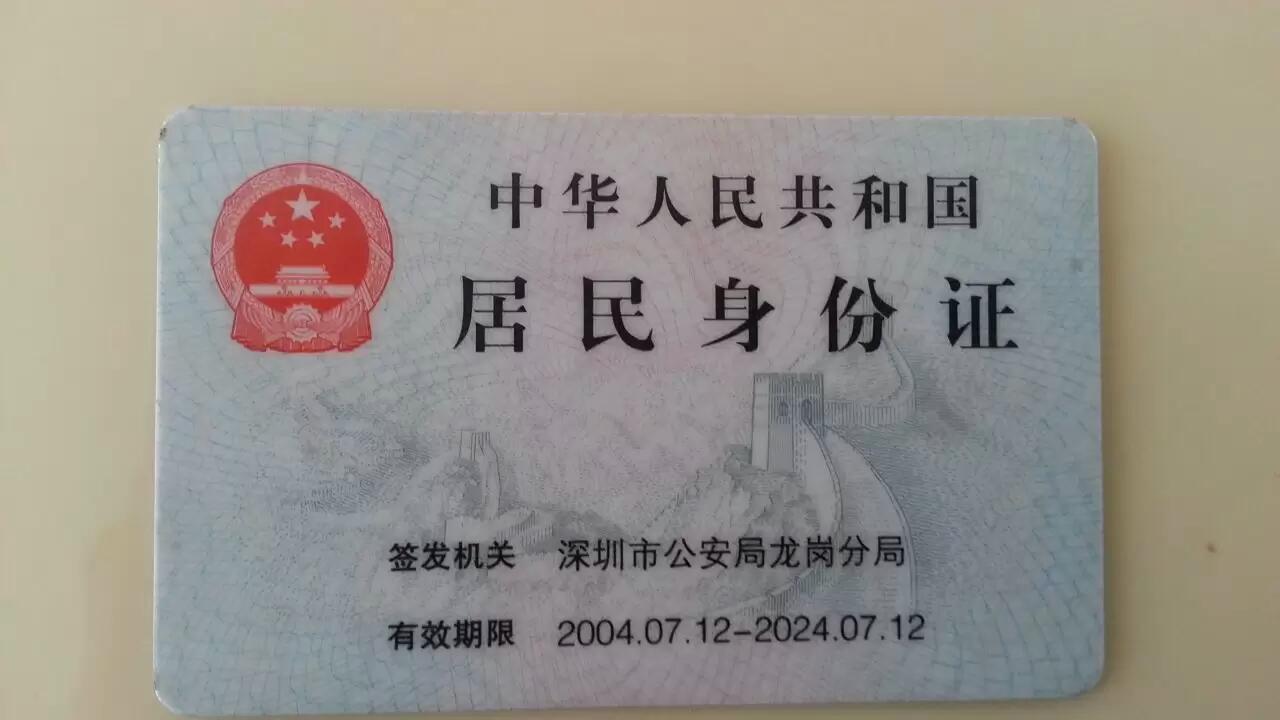 中华人民共和国
居民身份证
签发机关 深圳市公安局龙岗分局
有效期限 2004.07.12-2024.07.12